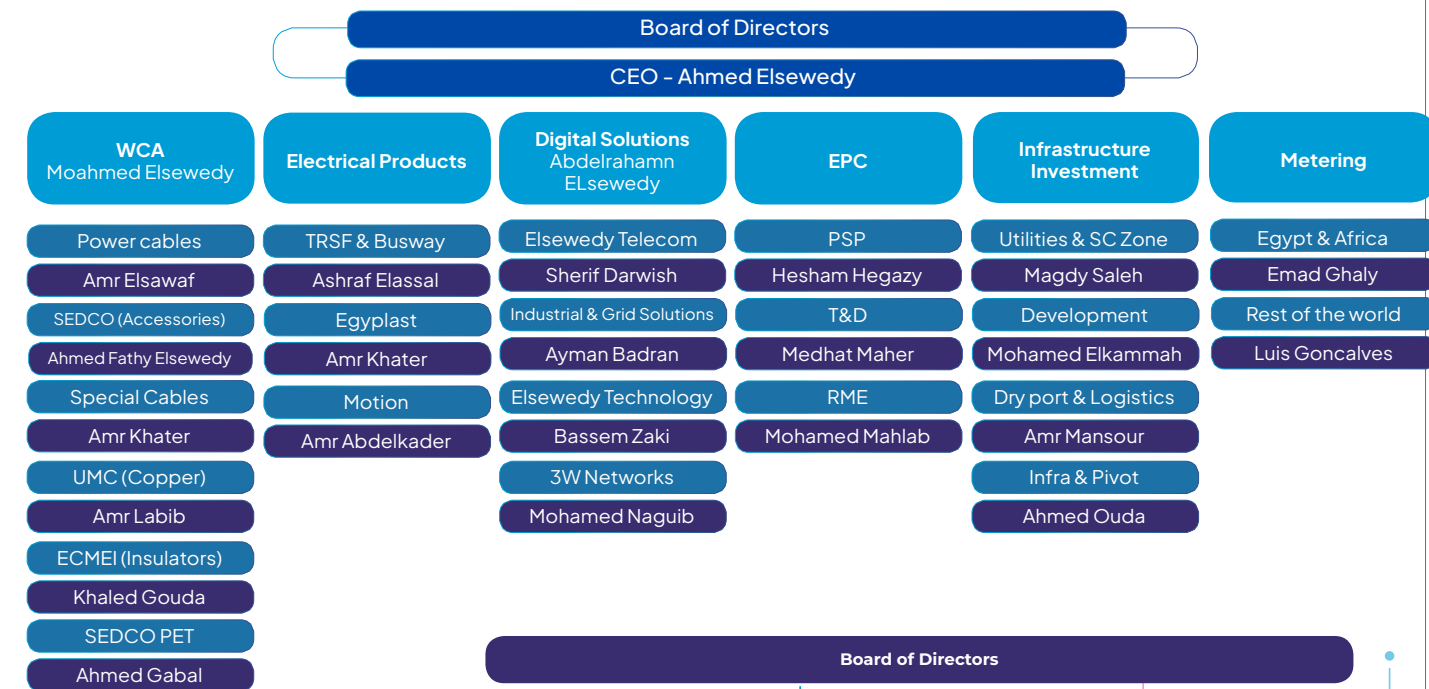 Board of Directors
CEO - Ahmed Elsewedy
WCA
Moahmed Elsewedy
Power cables
Amr Elsawaf
SEDCO (Accessories)
Ahmed Fathy Elsewedy
Special Cables
Amr Khater
UMC (Copper)
Amr Labib
ECMEI (Insulators)
Khaled Gouda
SEDCO PET
Ahmed Gabal
Electrical Products
TRSF & Busway
Ashraf Elassal
Egyplast
Amr Khater
Motion
Amr Abdelkader
Digital Solutions
Abdelrahamn
ELsewedy
Elsewedy Telecom
Sherif Darwish
Industrial & Grid Solutions
Ayman Badran
Elsewedy Technology
Bassem Zaki
3W Networks
Mohamed Naguib
EPC
PSP
Hesham Hegazy
T&D
Medhat Maher
RME
Mohamed Mahlab
Infrastructure
Investment
Utilities & SC Zone
Magdy Saleh
Development
Mohamed Elkammah
Dry port & Logistics
Amr Mansour
Infra & Pivot
Ahmed Ouda
Metering
Egypt & Africa
Emad Ghaly
Rest of the world
Luis Goncalves
Board of Directors